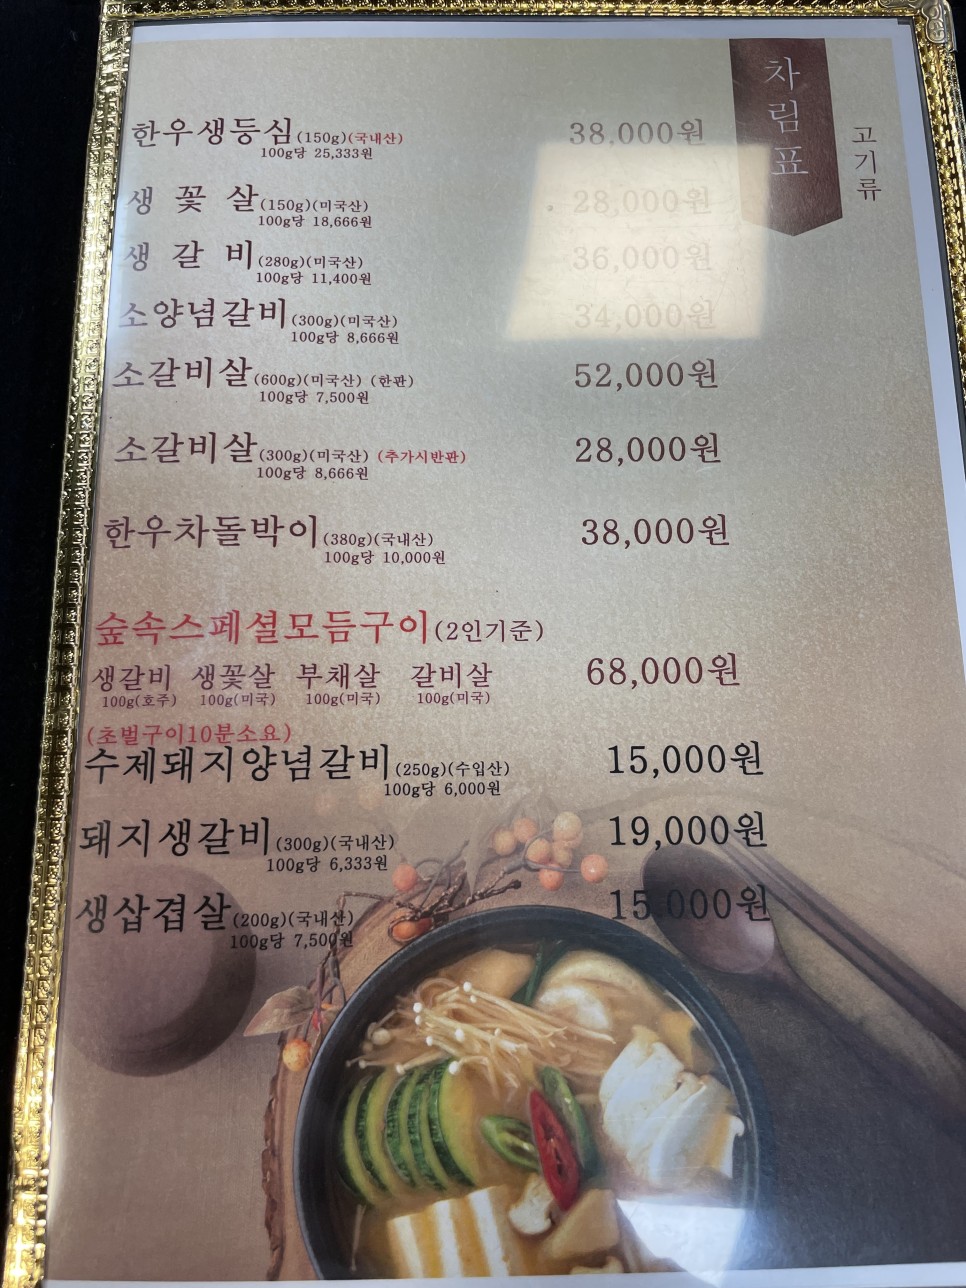 차림표
고기류
한우생등심(150g)(국내산) 38,000원
100g당 25,333원
생 꽃 살(150g)(미국산) 28,000원
100g당 18,666원
생 갈 비(280g)(미국산) 36,000원
100g당 11,400원
소양념갈비(300g)(미국산) 34,000원
100g당 8,666원
소갈비살(600g)(미국산) (한판) 52,000원
100g당 7,500원
소갈비살(300g)(미국산) (추가시반판) 28,000원
100g당 8,666원
한우차돌박이(380g)(국내산) 38,000원
100g당 10,000원
숲속스페셜모듬구이(2인기준)
생갈비 생꽃살 부채살 갈비살 68,000원
100g(호주) 100g(미국) 100g(미국) 100g(미국)
(초벌구이10분소요)
수제돼지양념갈비(250g)(수입산) 15,000원
100g당 6,000원
돼지생갈비(300g)(국내산) 19,000원
100g당 6,333원
생삽겹살(200g)(국내산) 15,000원
100g당 7,500원